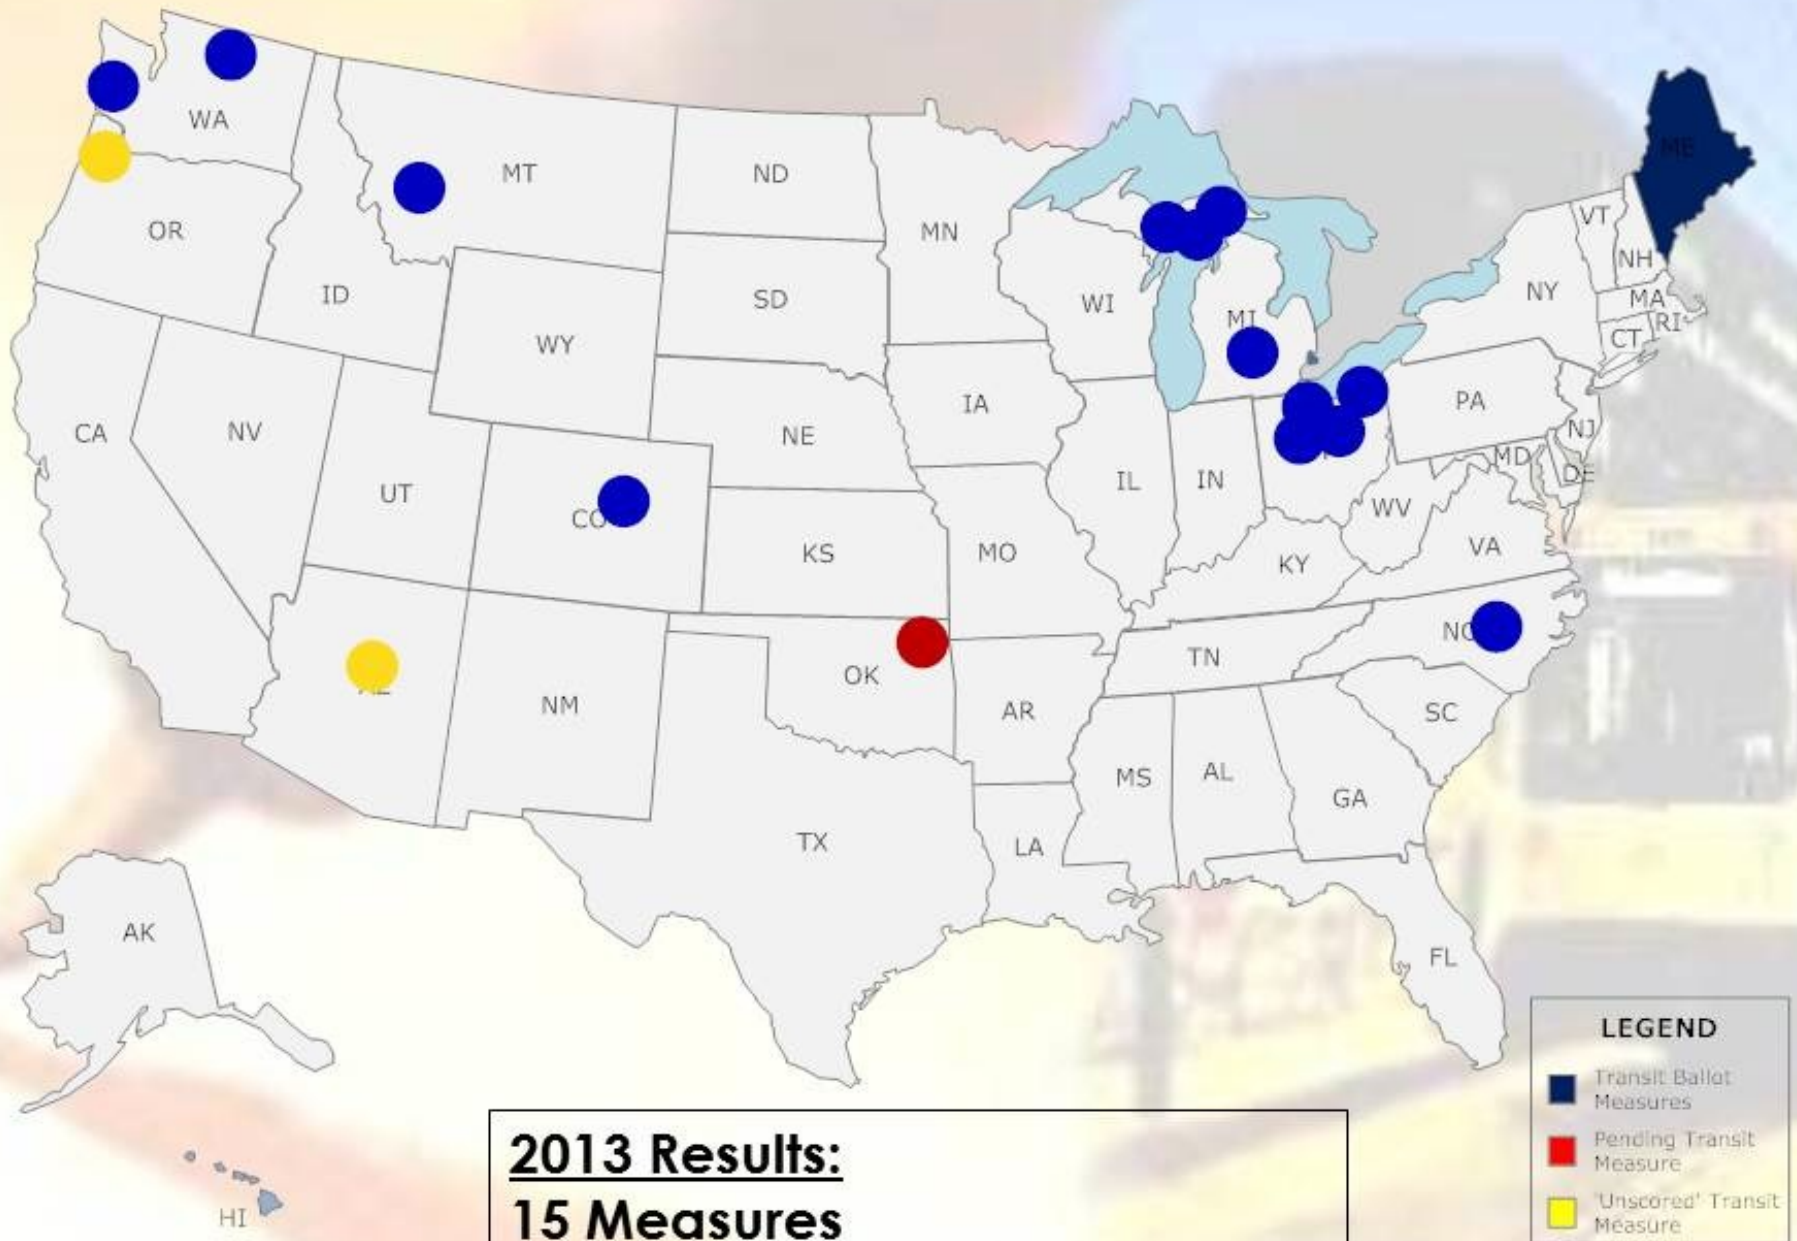 WA
ME
MT
ND
VT
OR
MN
NH
ID
SD
WI
NY
MA
MI
RI
WY
CT
IA
PA
CA
NV
NE
NJ
MD
UT
IL
IN
DE
CO
WV
KS
MO
VA
KY
NC
TN
OK
NM
AR
SC
MS
AL
GA
TX
LA
AK
FL
HI
LEGEND
Transit Ballot
Measures
Pending Transit
Measure
'Unscored' Transit
Measure
2013 Results:
15 Measures